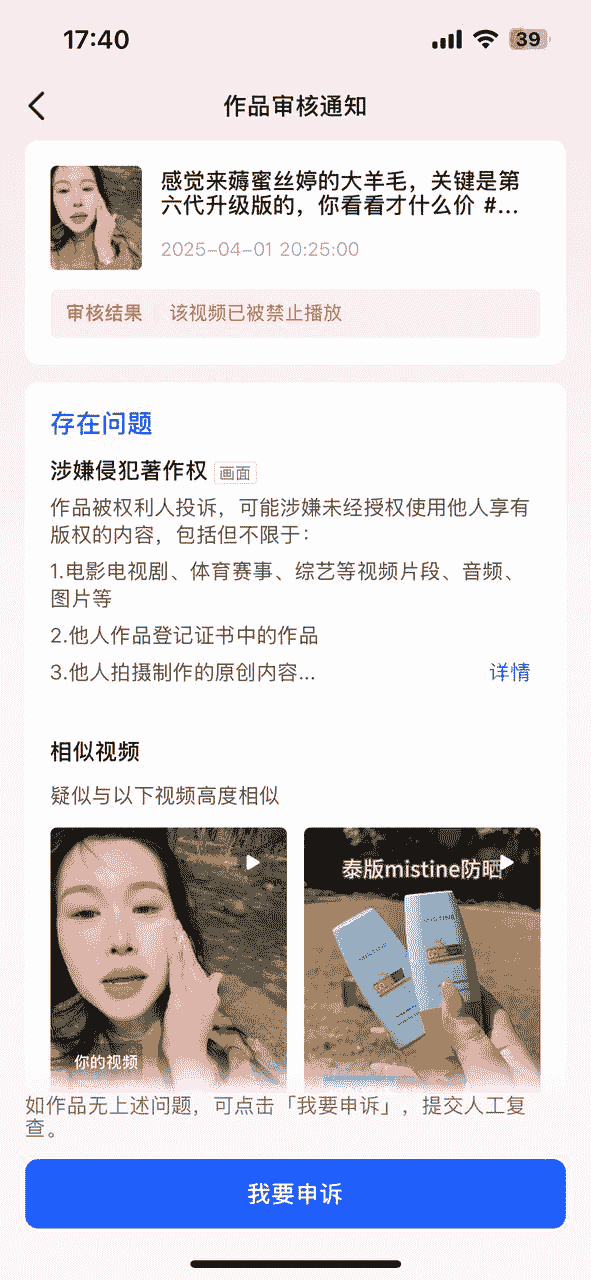 17:40
39
作品审核通知
感觉来薅蜜丝婷的大羊毛，关键是第
六代升级版的，你看看才什么价 #...
2025-04-01 20:25:00
审核结果 该视频已被禁止播放
存在问题
涉嫌侵犯著作权 画面
作品被权利人投诉，可能涉嫌未经授权使用他人享有
版权的内容，包括但不限于：
1.电影电视剧、体育赛事、综艺等视频片段、音频、
图片等
2.他人作品登记证书中的作品
3.他人拍摄制作的原创内容... 详情
相似视频
疑似与以下视频高度相似
泰版mistine防晒
MISTINE
你的视频
如作品无上述问题，可点击「我要申诉」，提交人工复
查。
我要申诉